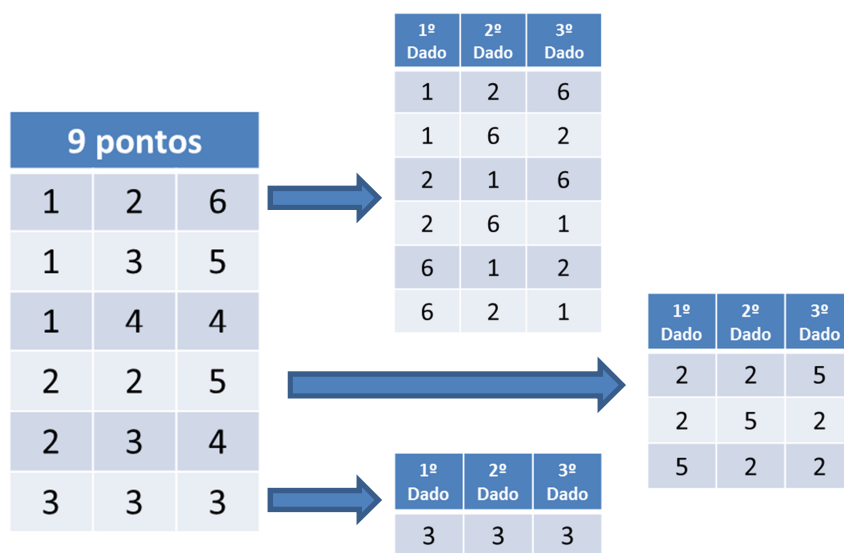 9 pontos
1 2 6
1 3 5
1 4 4
2 2 5
2 3 4
3 3 3
1º Dado 2º Dado 3º Dado
1 2 6
1 6 2
2 1 6
2 6 1
6 1 2
6 2 1
1º Dado 2º Dado 3º Dado
2 2 5
2 5 2
5 2 2
1º Dado 2º Dado 3º Dado
3 3 3